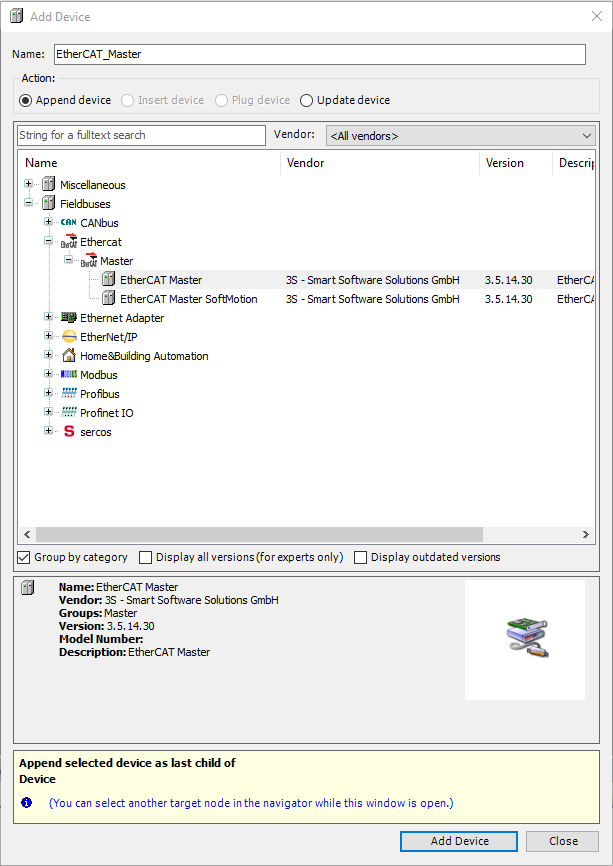 Add Device
Name: EtherCAT_Master
Action:
Append device Insert device Plug device Update device
String for a fulltext search Vendor: <All vendors>
Name Vendor Version Descrip
Miscellaneous
Fieldbuses
CAN CANbus
Ethercat
Master
EtherCAT Master 3S - Smart Software Solutions GmbH 3.5.14.30 EtherCA
EtherCAT Master SoftMotion 3S - Smart Software Solutions GmbH 3.5.14.30 EtherCA
Ethernet Adapter
EtherNet/IP
Home&Building Automation
Modbus
Profibus
Profinet IO
S sercos
Group by category Display all versions (for experts only) Display outdated versions
Name: EtherCAT Master
Vendor: 3S - Smart Software Solutions GmbH
Groups: Master
Version: 3.5.14.30
Model Number:
Description: EtherCAT Master
Append selected device as last child of
Device
(You can select another target node in the navigator while this window is open.)
Add Device Close